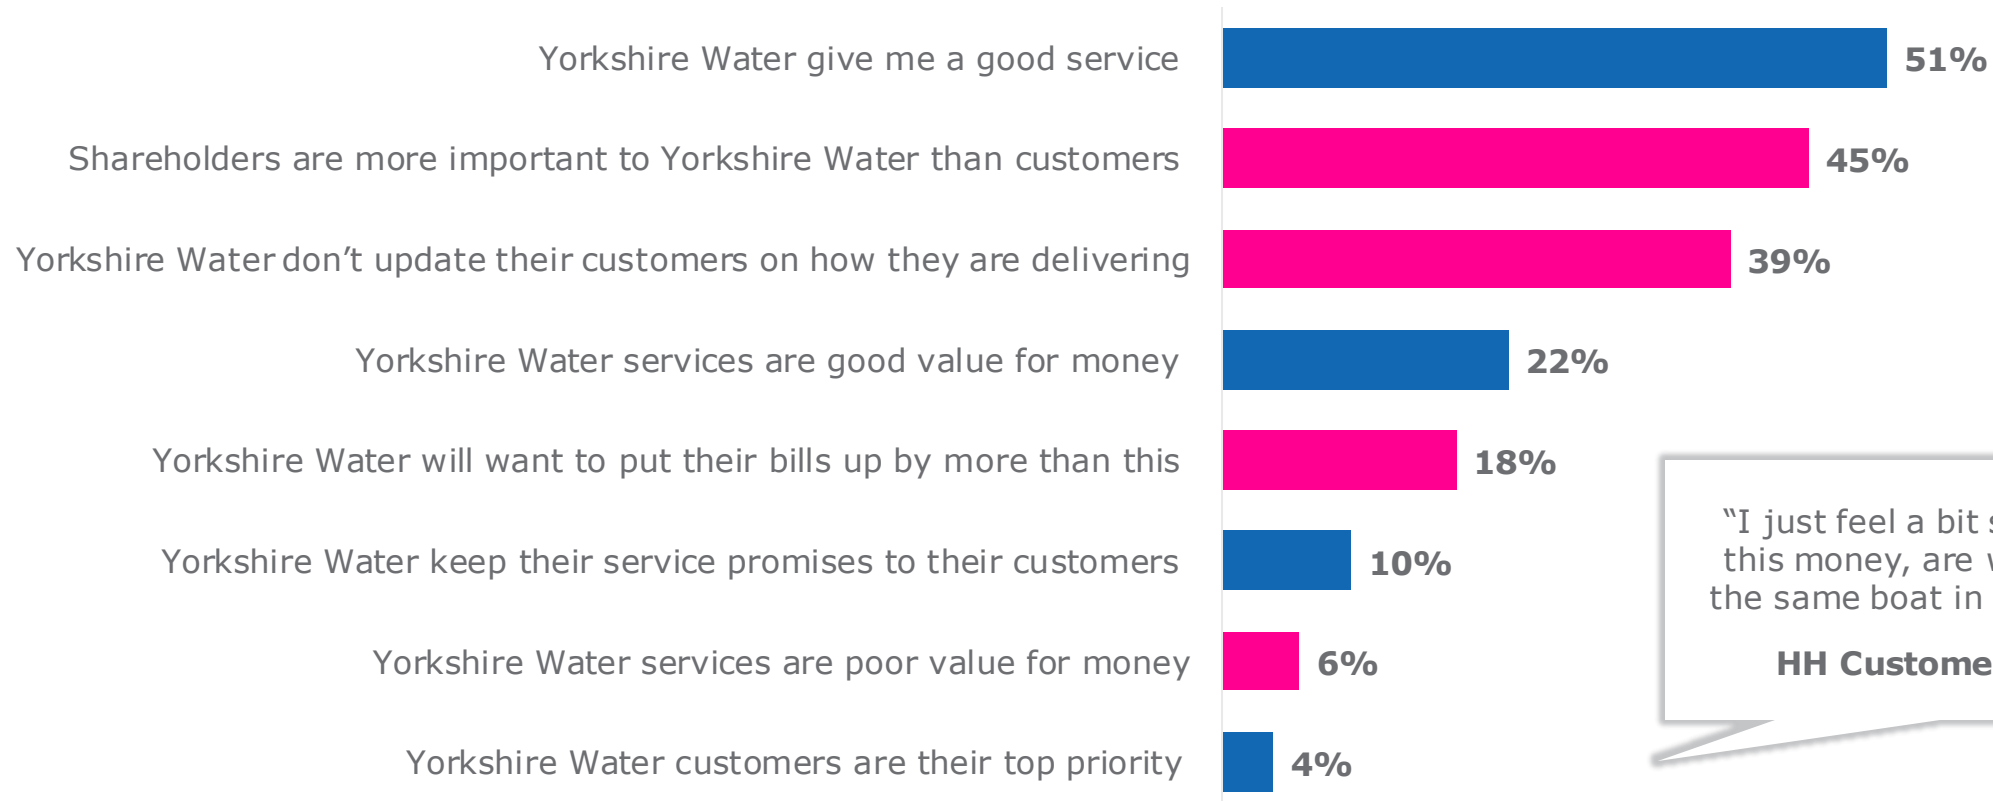 Yorkshire Water give me a good service 51%
Shareholders are more important to Yorkshire Water than customers 45%
Yorkshire Water don’t update their customers on how they are delivering 39%
Yorkshire Water services are good value for money 22%
Yorkshire Water will want to put their bills up by more than this 18%
Yorkshire Water keep their service promises to their customers 10%
Yorkshire Water services are poor value for money 6%
Yorkshire Water customers are their top priority 4%
“I just feel a bit
this money, are
the same boat in
HH